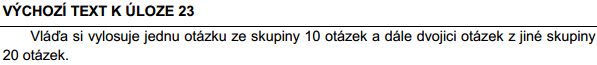 VÝCHOZÍ TEXT K ÚLOZE 23
Vláďa si vylosuje jednu otázku ze skupiny 10 otázek a dále dvojici otázek z jiné skupiny
20 otázek.